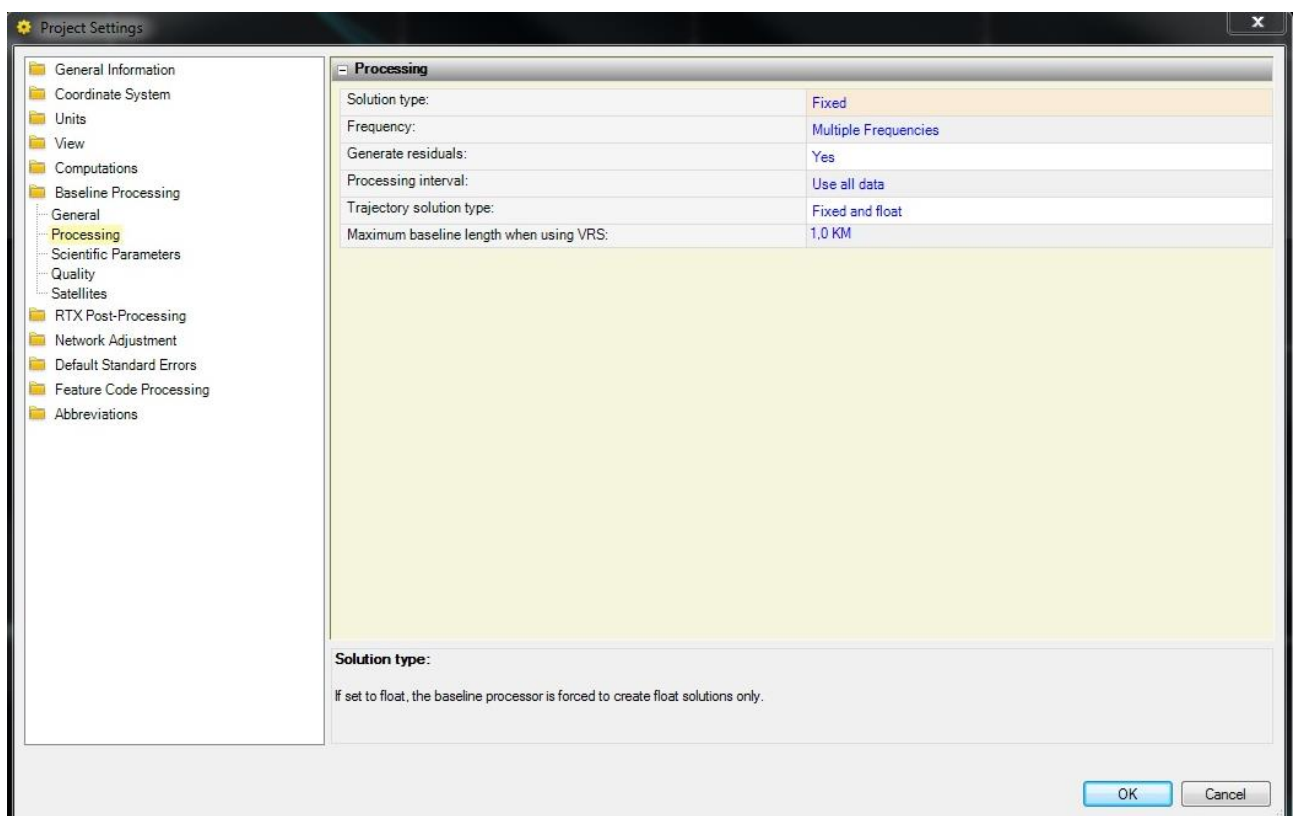 Project Settings
x
General Information
Coordinate System
Units
View
Computations
Baseline Processing
General
Processing
Scientific Parameters
Quality
Satellites
RTX Post-Processing
Network Adjustment
Default Standard Errors
Feature Code Processing
Abbreviations
Processing
Solution type: Fixed
Frequency: Multiple Frequencies
Generate residuals: Yes
Processing interval: Use all data
Trajectory solution type: Fixed and float
Maximum baseline length when using VRS: 1,0 KM
Solution type:
If set to float, the baseline processor is forced to create float solutions only.
OK Cancel